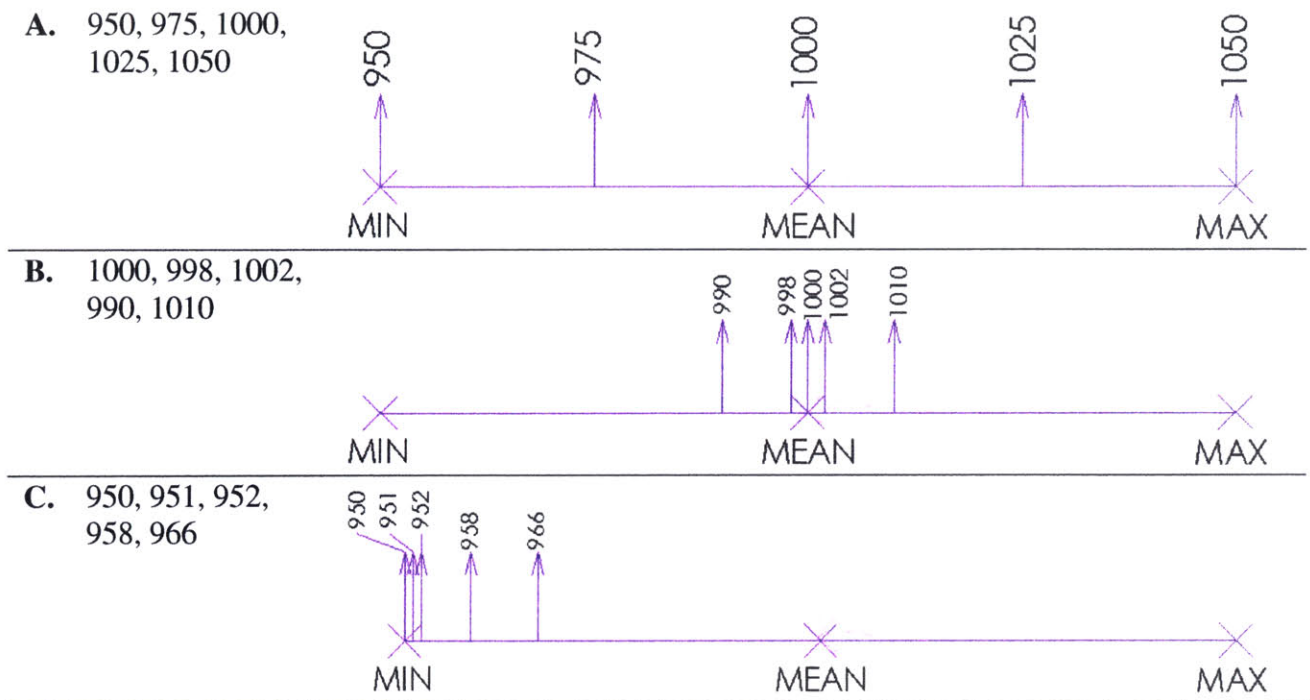 A. 950, 975, 1000,
1025, 1050
950
975
1000
1025
1050
MIN
MEAN
MAX
B. 1000, 998, 1002,
990, 1010
990
998
1000
1002
1010
MIN
MEAN
MAX
C. 950, 951, 952,
958, 966
950
951
952
958
966
MIN
MEAN
MAX